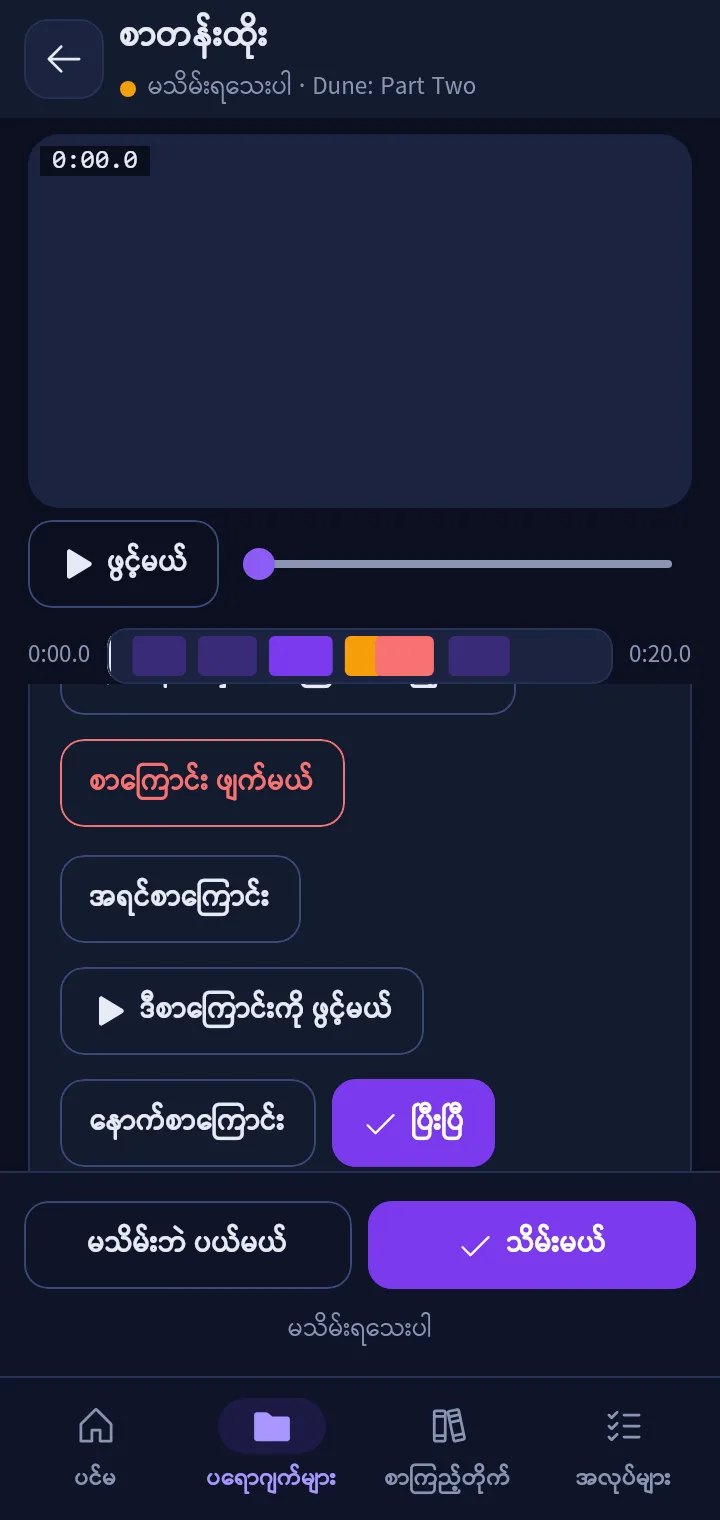 စာတန်းထိုး
မသိမ်းရသေးပါ · Dune: Part Two
0:00.0
ဖွင့်မယ်
0:00.0 0:20.0
စာကြောင်း ဖျက်မယ်
အရင်စာကြောင်း
ဒီစာကြောင်းကို ဖွင့်မယ်
နောက်စာကြောင်း ပြီးပြီ
မသိမ်းဘဲ ပယ်မယ် သိမ်းမယ်
မသိမ်းရသေးပါ
ပင်မ ပရောဂျက်များ စာကြည့်တိုက် အလုပ်များ